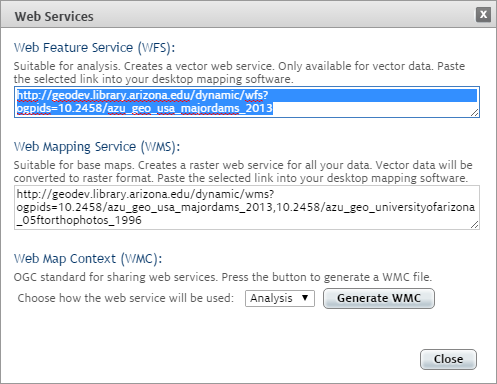 Web Services
x
Web Feature Service (WFS):
Suitable for analysis. Creates a vector web service. Only available for vector data. Paste
the selected link into your desktop mapping software.
http://geodev.library.arizona.edu/dynamic/wfs?
ogpids=10.2458/azu_geo_usa_majordams_2013
Web Mapping Service (WMS):
Suitable for base maps. Creates a raster web service for all your data. Vector data will be
converted to raster format. Paste the selected link into your desktop mapping software.
http://geodev.library.arizona.edu/dynamic/wms?
ogpids=10.2458/azu_geo_usa_majordams_2013,10.2458/azu_geo_universityofarizona
_05ftorthophotos_1996
Web Map Context (WMC):
OGC standard for sharing web services. Press the button to generate a WMC file.
Choose how the web service will be used: Analysis Generate WMC
Close